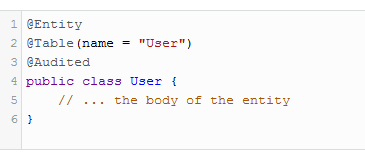 1 @Entity
2 @Table(name = "User")
3 @Audited
4 public class User {
5     // ... the body of the entity
6 }